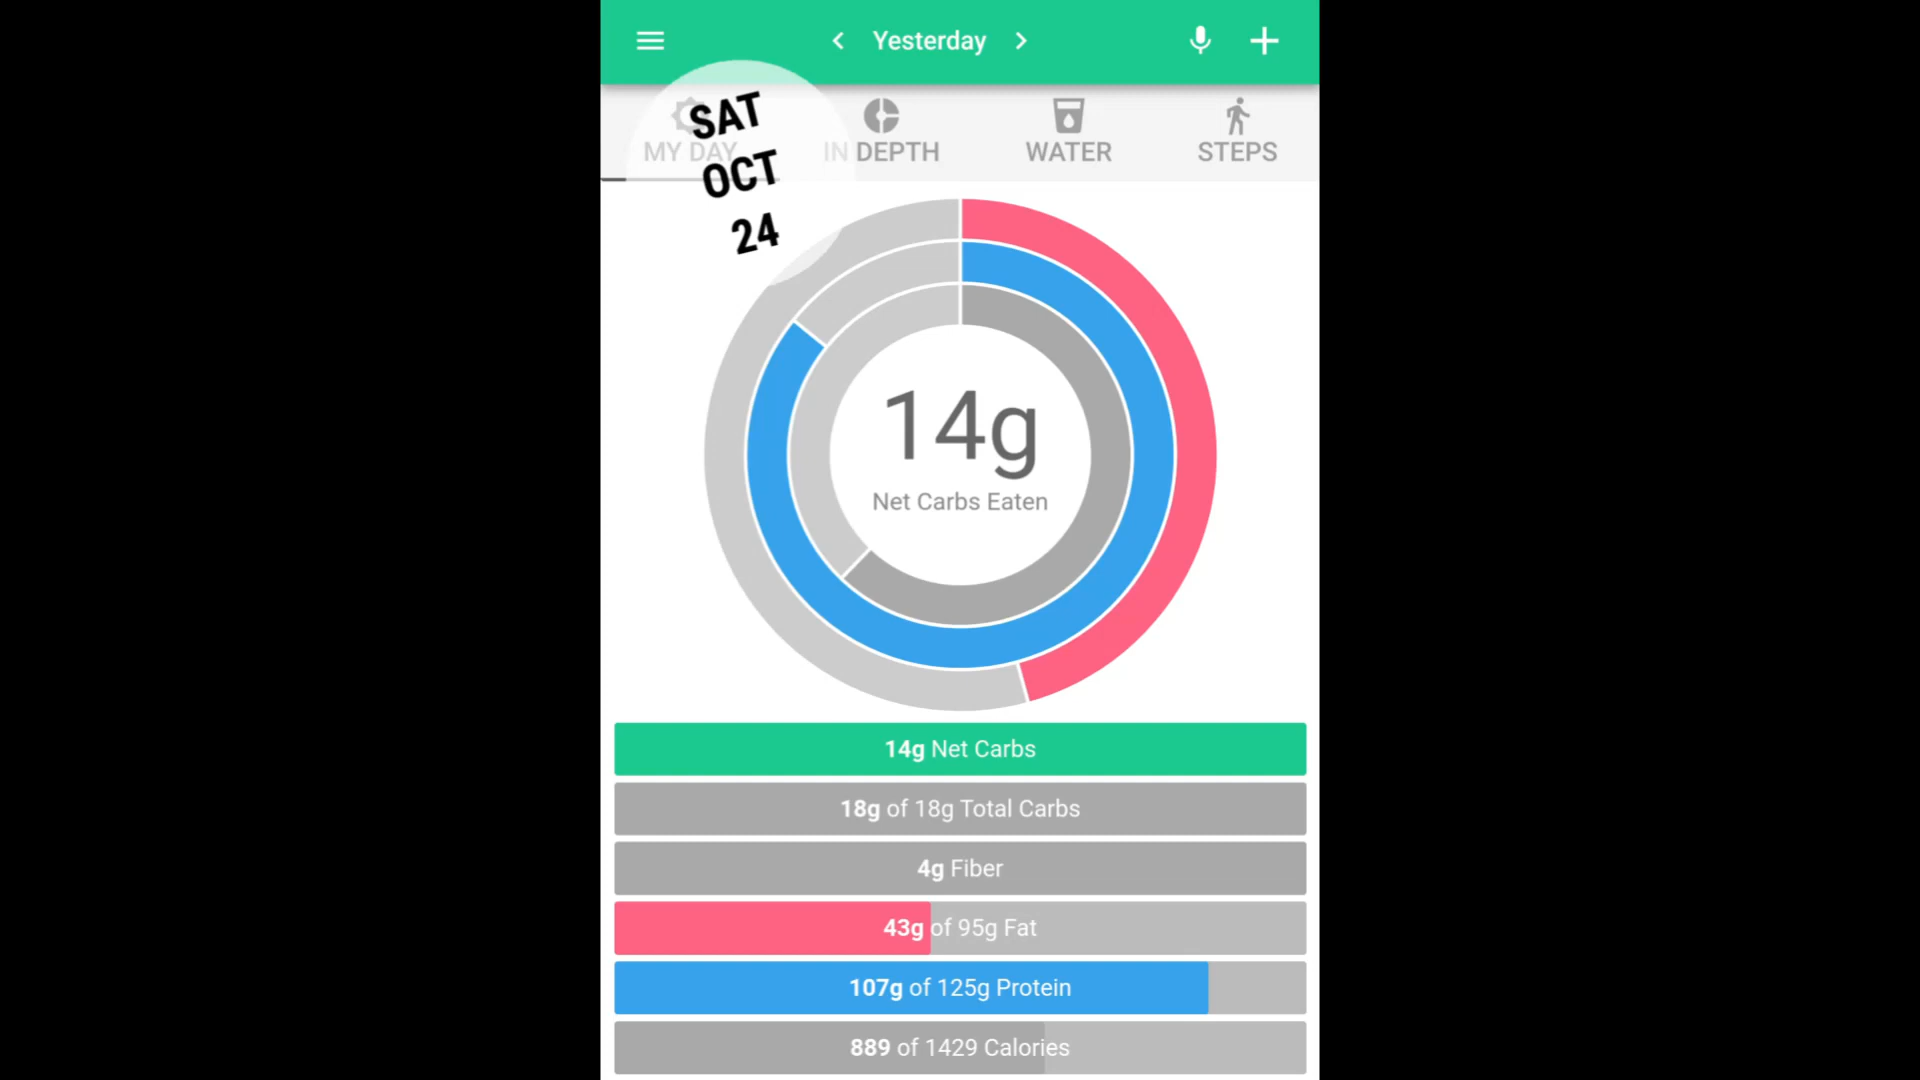 Yesterday
SAT
OCT
24
MY DAY
IN DEPTH
WATER
STEPS
14g
Net Carbs Eaten
14g Net Carbs
18g of 18g Total Carbs
4g Fiber
43g of 95g Fat
107g of 125g Protein
889 of 1429 Calories